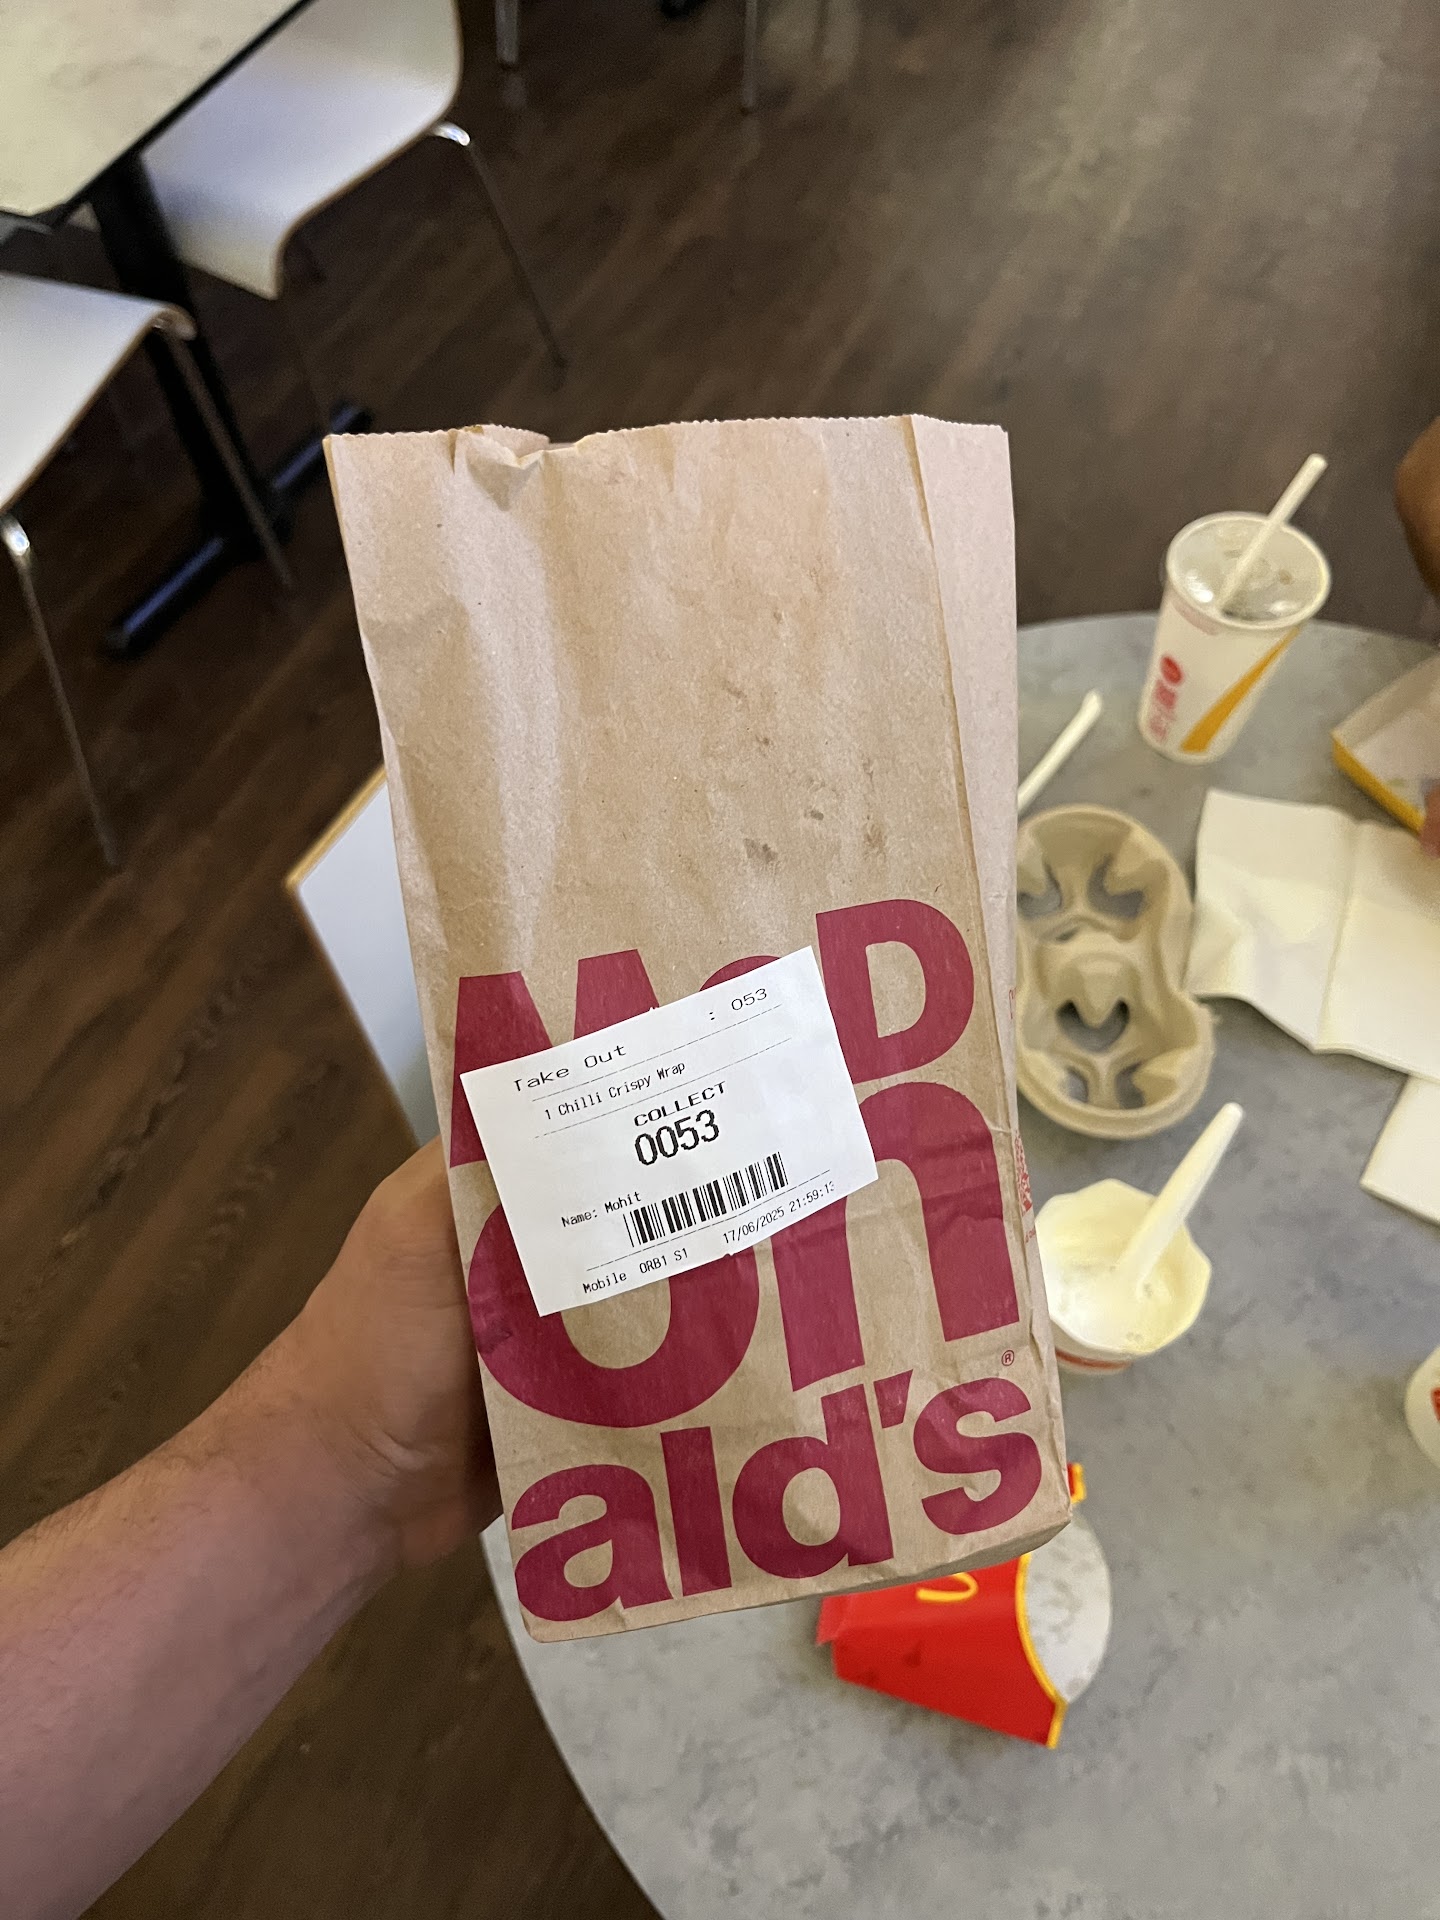 McD
on
ald's®
Take Out : 053
1 Chilli Crispy Wrap
COLLECT
0053
Name: Mohit
Mobile ORB1 S1 17/06/2025 21:59:13